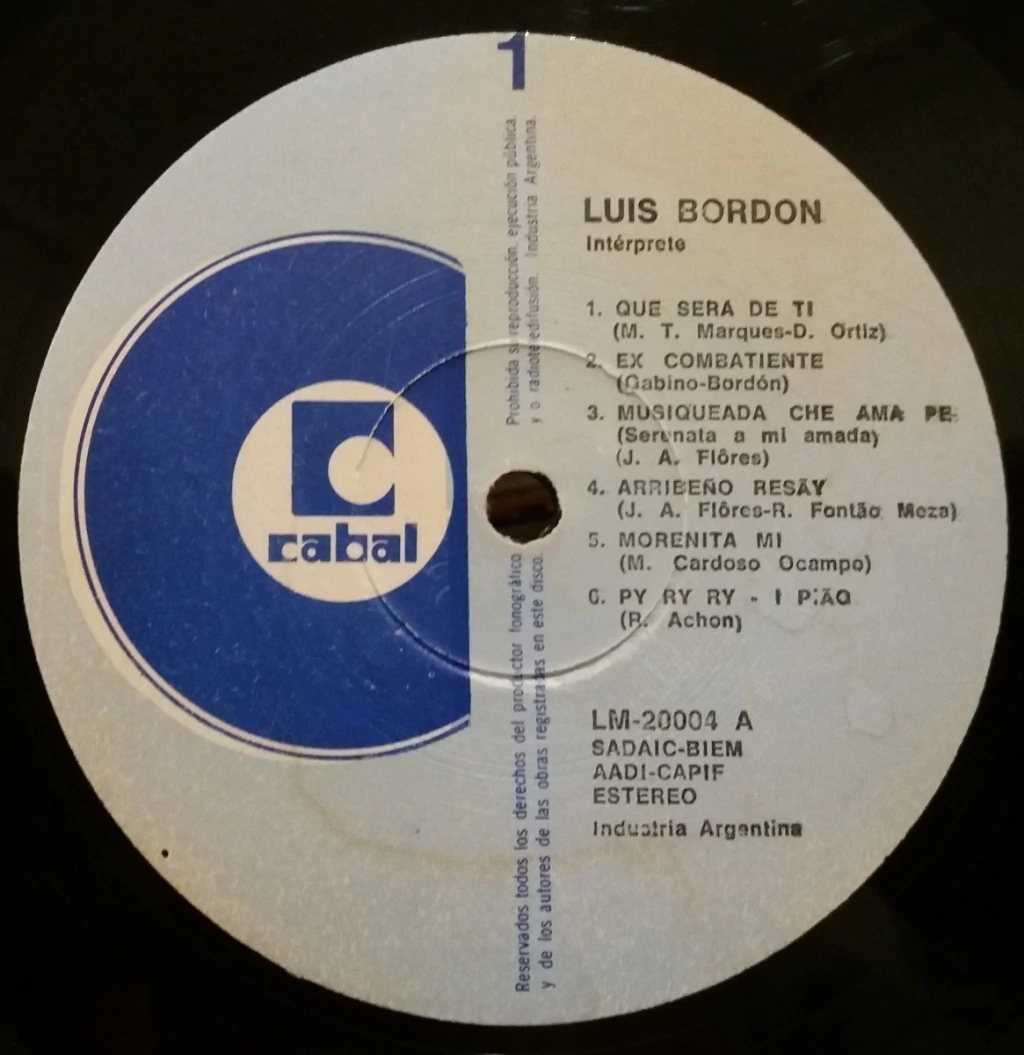 1
Prohibida su reproducción, ejecución pública,
y o radioteledifusión. Industria Argentina.
LUIS BORDON
Intérprete
1. QUE SERA DE TI
(M. T. Marques-D. Ortiz)
2. EX COMBATIENTE
(Gabino-Bordón)
3. MUSIQUEADA CHE AMA PE
(Serenata a mi amada)
(J. A. Flôres)
4. ARRIBEÑO RESÃY
(J. A. Flôres-R. Fontão Meza)
5. MORENITA MI
(M. Cardoso Ocampo)
6. PY RY RY - I
(R. Achon)
cabal
LM-20004 A
SADAIC-BIEM
AADI-CAPIF
ESTEREO
Industria Argentina
Reservados todos los derechos del productor fonográfico
y de los autores de las obras registradas en este disco.